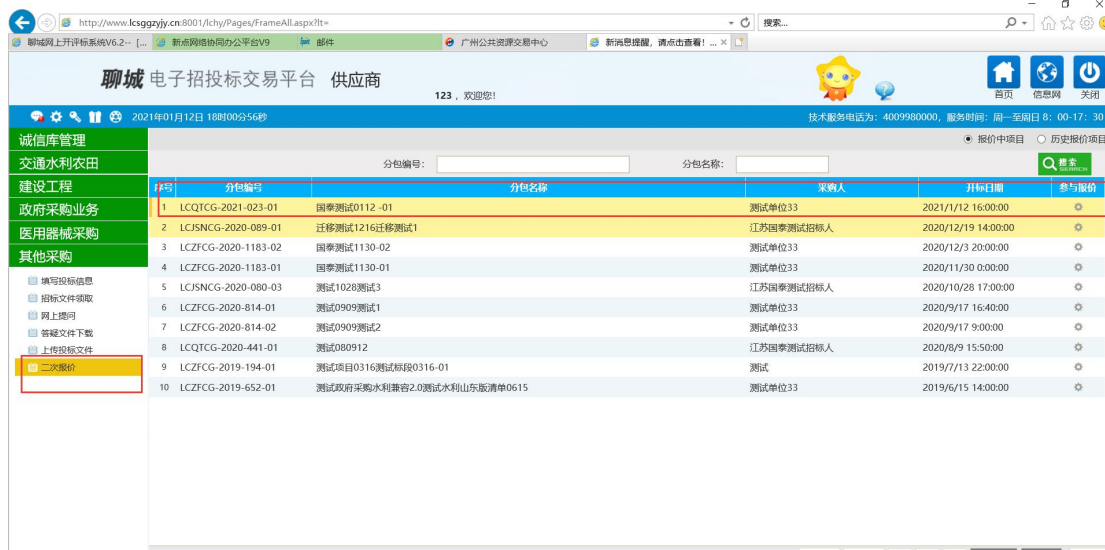 http://www.lcsggzyjy.cn:8001/lchy/Pages/FrameAll.aspx?lt=
搜索...
聊城网上开评标系统V6.2-- [...
新点网络协同办公平台V9
邮件
广州公共资源交易中心
新消息提醒，请点击查看！...
聊城 电子招投标交易平台 供应商
123，欢迎您!!
首页 信息网 关闭
2021年01月12日 18时00分56秒
技术服务电话为：4009980000，服务时间：周一至周日 8：00-17：30
诚信库管理
交通水利农田
建设工程
政府采购业务
医用器械采购
其他采购
填写投标信息
招标文件领取
网上提问
答疑文件下载
上传投标文件
二次报价
报价中项目 历史报价项目
分包编号： 分包名称： 搜索 SEARCH
序号 分包编号 分包名称 采购人 开标日期 参与报价
1 LCQTCG-2021-023-01 国泰测试0112 -01 测试单位33 2021/1/12 16:00:00
2 LCJSNCG-2020-089-01 迁移测试1216迁移测试1 江苏国泰测试招标人 2020/12/19 14:00:00
3 LCZFCG-2020-1183-02 国泰测试1130-02 测试单位33 2020/12/3 20:00:00
4 LCZFCG-2020-1183-01 国泰测试1130-01 测试单位33 2020/11/30 0:00:00
5 LCJSNCG-2020-080-03 测试1028测试3 江苏国泰测试招标人 2020/10/28 17:00:00
6 LCZFCG-2020-814-01 测试0909测试1 测试单位33 2020/9/17 16:40:00
7 LCZFCG-2020-814-02 测试0909测试2 测试单位33 2020/9/17 9:00:00
8 LCQTCG-2020-441-01 测试080912 江苏国泰测试招标人 2020/8/9 15:50:00
9 LCZFCG-2019-194-01 测试项目0316测试标段0316-01 测试 2019/7/13 22:00:00
10 LCZFCG-2019-652-01 测试政府采购水利兼容2.0测试水利山东版清单0615 测试单位33 2019/6/15 14:00:00